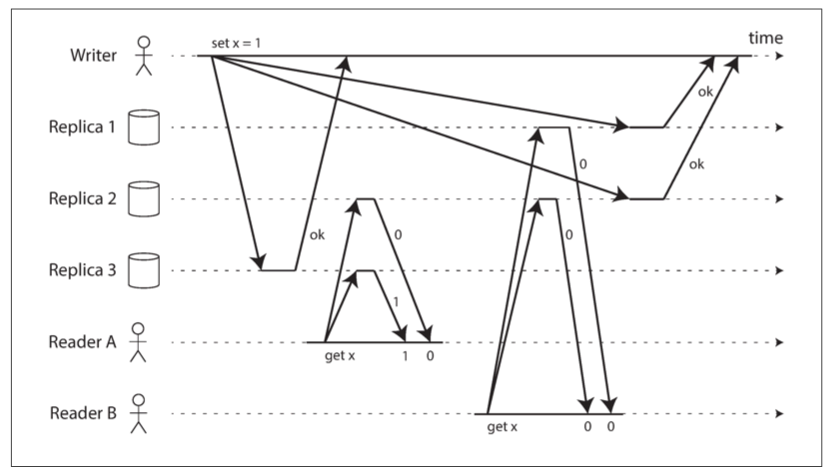 set x = 1
time
Writer
ok
Replica 1
0
ok
Replica 2
ok
0
0
Replica 3
1
Reader A
get x
1
0
Reader B
get x
0
0